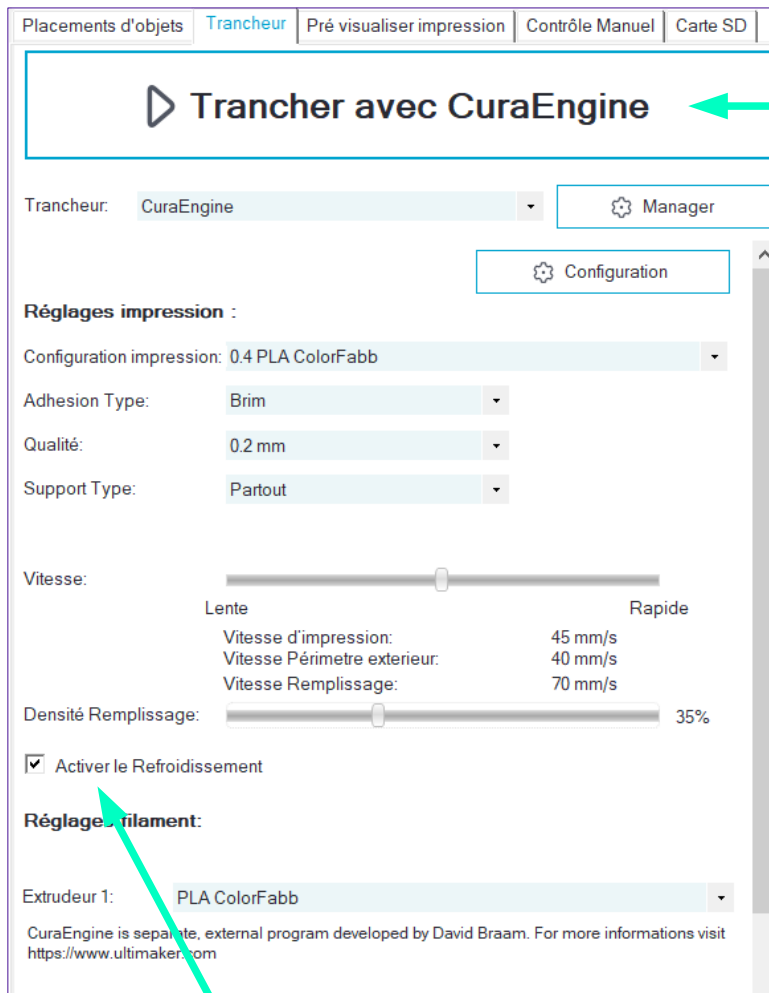 Placements d'objets Trancheur Pré visualiser impression Contrôle Manuel Carte SD
Trancher avec CuraEngine
Trancheur: CuraEngine Manager
Configuration
Réglages impression :
Configuration impression: 0.4 PLA ColorFabb
Adhesion Type: Brim
Qualité: 0.2 mm
Support Type: Partout
Vitesse:
Lente Rapide
Vitesse d'impression: 45 mm/s
Vitesse Périmetre exterieur: 40 mm/s
Vitesse Remplissage: 70 mm/s
Densité Remplissage: 35%
Activer le Refroidissement
Réglages filament:
Extrudeur 1: PLA ColorFabb
CuraEngine is separate, external program developed by David Braam. For more informations visit
https://www.ultimaker.com